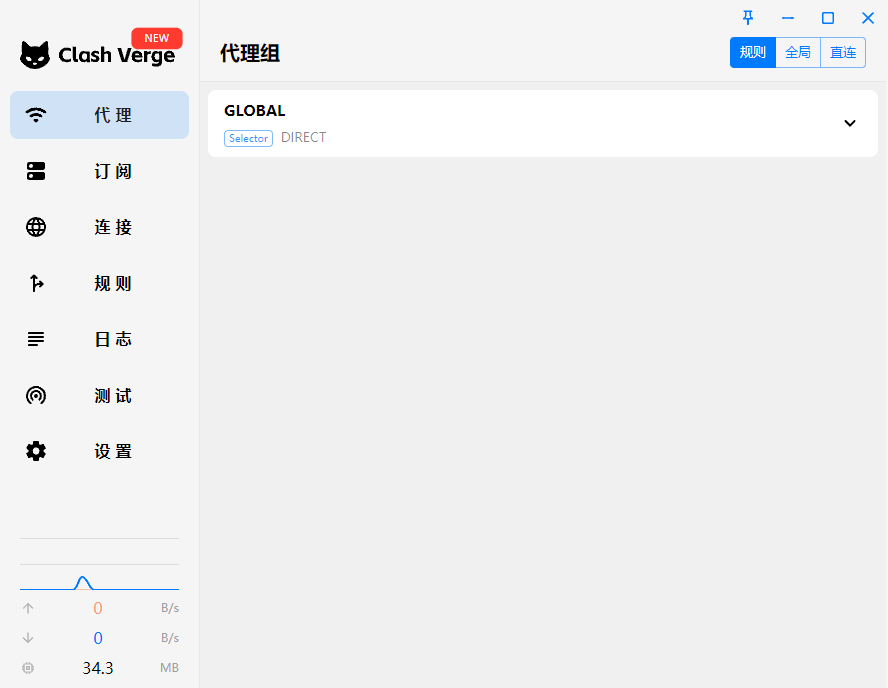 NEW
Clash Verge
代理
订阅
连接
规则
日志
测试
设置
0 B/s
0 B/s
34.3 MB
代理组
规则 全局 直连
GLOBAL
Selector DIRECT